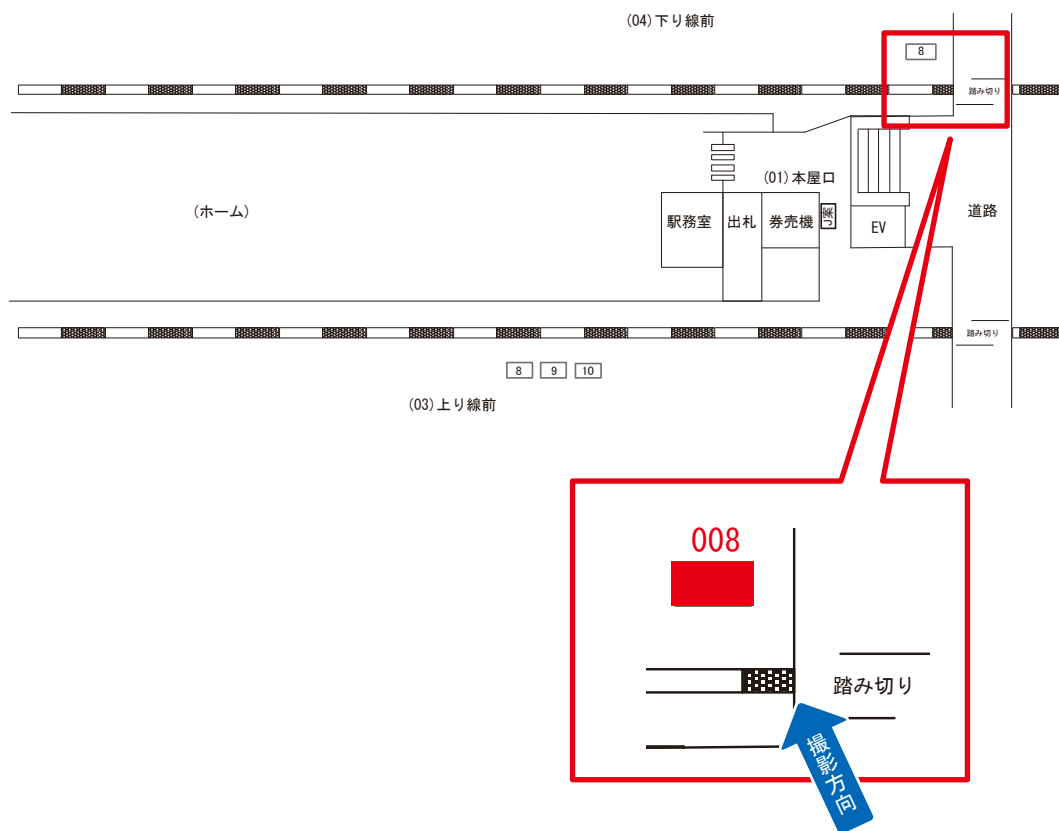 (04)下り線前
8
踏み切り
(01)本屋口
(ホーム)
駅務室
出札
券売機
J案
EV
道路
踏み切り
8
9
10
(03)上り線前
008
踏み切り
撮影方向